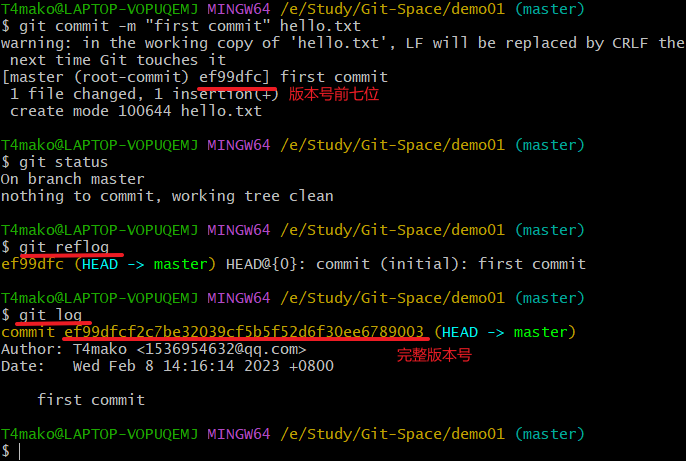 T4mako@LAPTOP-VOPUQEMJ MINGW64 /e/Study/Git-Space/demo01 (master)
$ git commit -m "first commit" hello.txt
warning: in the working copy of 'hello.txt', LF will be replaced by CRLF the
 next time Git touches it
[master (root-commit) ef99dfc] first commit
 1 file changed, 1 insertion(+) 版本号前七位
 create mode 100644 hello.txt
T4mako@LAPTOP-VOPUQEMJ MINGW64 /e/Study/Git-Space/demo01 (master)
$ git status
On branch master
nothing to commit, working tree clean
T4mako@LAPTOP-VOPUQEMJ MINGW64 /e/Study/Git-Space/demo01 (master)
$ git reflog
ef99dfc (HEAD -> master) HEAD@{0}: commit (initial): first commit
T4mako@LAPTOP-VOPUQEMJ MINGW64 /e/Study/Git-Space/demo01 (master)
$ git log
commit ef99dfcf2c7be32039cf5b5f52d6f30ee6789003 (HEAD -> master)
Author: T4mako <1536954632@qq.com>
完整版本号
Date:   Wed Feb 8 14:16:14 2023 +0800
    first commit
T4mako@LAPTOP-VOPUQEMJ MINGW64 /e/Study/Git-Space/demo01 (master)
$